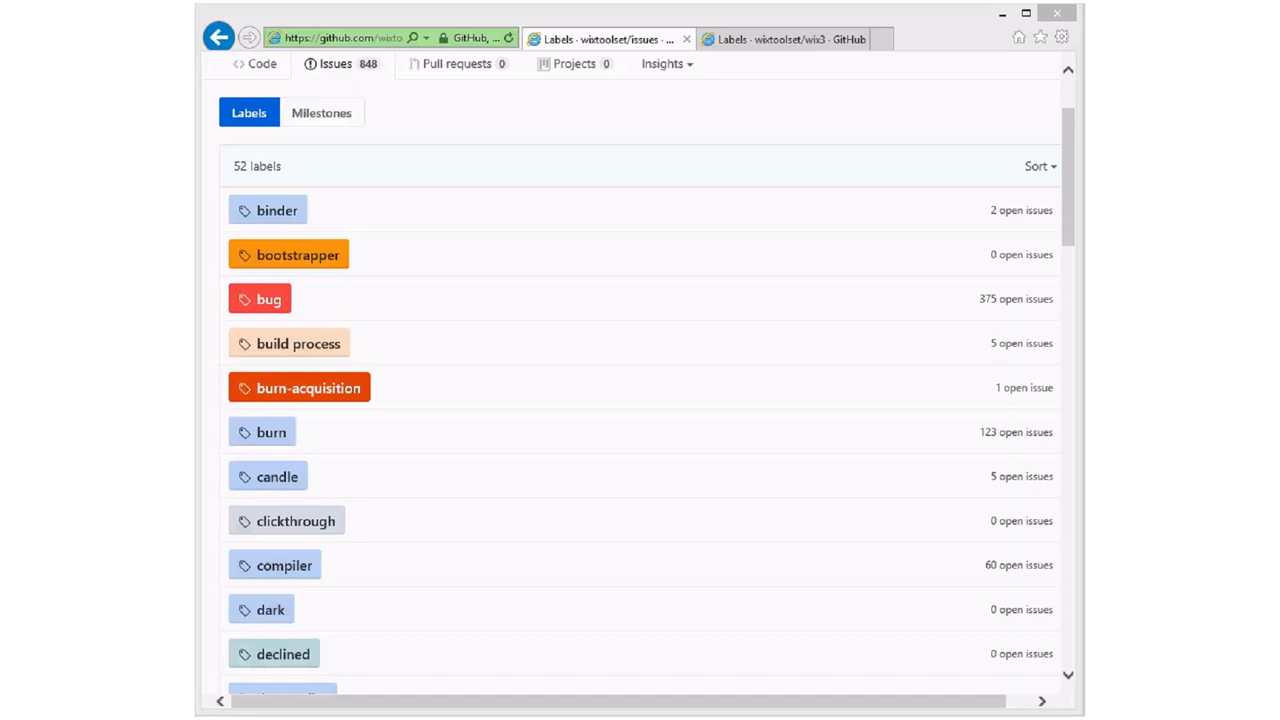 https://github.com/wixto GitHub, ... Labels · wixtoolset/issues · ... Labels · wixtoolset/wix3 · GitHub
Code Issues 848 Pull requests 0 Projects 0 Insights
Labels Milestones
52 labels Sort
binder 2 open issues
bootstrapper 0 open issues
bug 375 open issues
build process 5 open issues
burn-acquisition 1 open issue
burn 123 open issues
candle 5 open issues
clickthrough 0 open issues
compiler 60 open issues
dark 0 open issues
declined 0 open issues